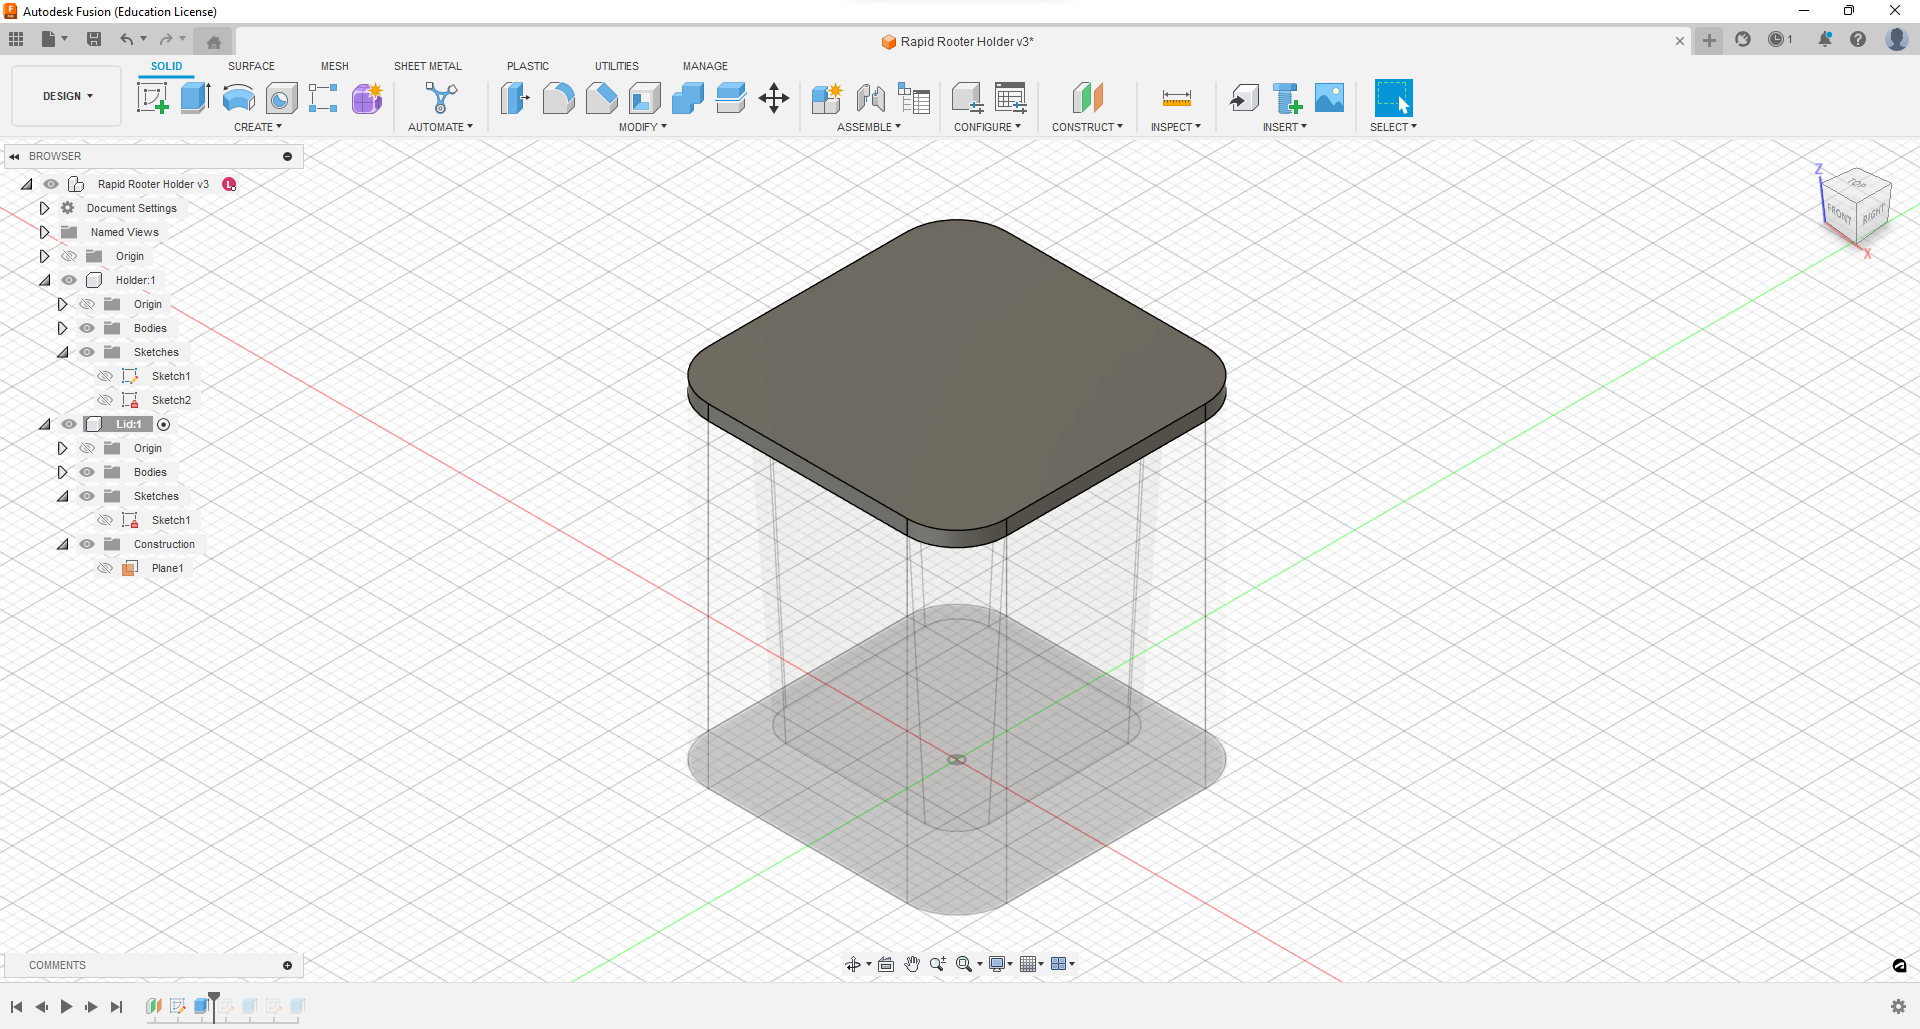 Autodesk Fusion (Education License)
Rapid Rooter Holder v3*
1
DESIGN
SOLID
SURFACE
MESH
SHEET METAL
PLASTIC
UTILITIES
MANAGE
CREATE
AUTOMATE
MODIFY
ASSEMBLE
CONFIGURE
CONSTRUCT
INSPECT
INSERT
SELECT
BROWSER
Rapid Rooter Holder v3
L
Document Settings
Named Views
Origin
Holder:1
Origin
Bodies
Sketches
Sketch1
Sketch2
Lid:1
Origin
Bodies
Sketches
Sketch1
Construction
Plane1
Z
TOP
FRONT
RIGHT
X
COMMENTS